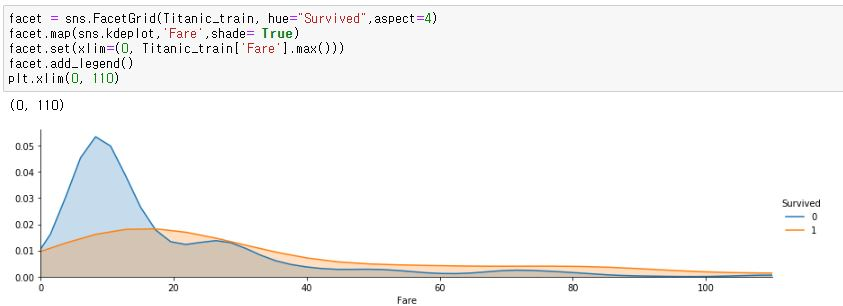 facet = sns.FacetGrid(Titanic_train, hue="Survived",aspect=4)
facet.map(sns.kdeplot,'Fare',shade= True)
facet.set(xlim=(0, Titanic_train['Fare'].max()))
facet.add_legend()
plt.xlim(0, 110)
(0, 110)
0.05
0.04
0.03
0.02
0.01
0.00
Survived
0
1
0 20 40 60 80 100
Fare